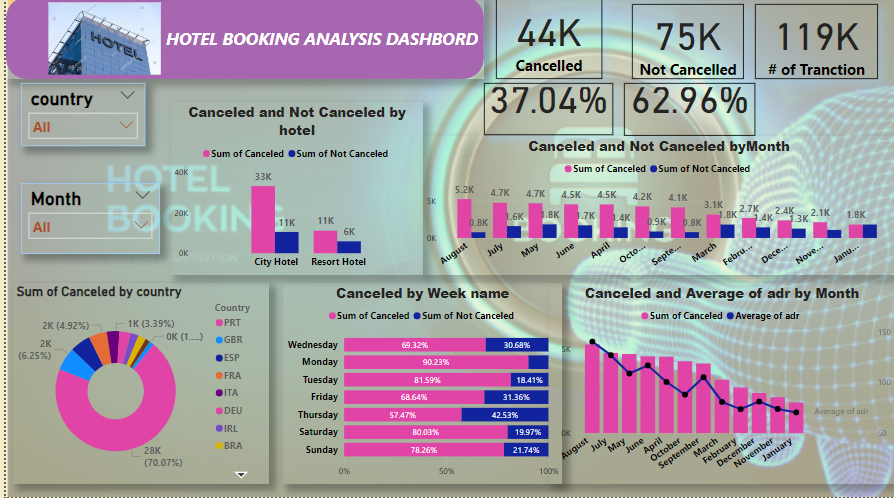 HOTEL
HOTEL BOOKING ANALYSIS DASHBORD
44K
Cancelled
75K
Not Cancelled
119K
# of Tranction
37.04%
62.96%
country
All
Month
All
HOTEL
BOOKING
Canceled and Not Canceled by
hotel
Sum of Canceled Sum of Not Canceled
40K
20K
0K
33K
11K
11K
6K
City Hotel
Resort Hotel
Canceled and Not Canceled byMonth
Sum of Canceled Sum of Not Canceled
5K
0K
5.2K 4.7K 4.7K 4.5K 4.5K 4.2K 4.1K 3.1K 2.7K 2.4K 2.1K 1.8K
0.8K 1.6K 1.8K 1.7K 1.4K 0.9K 0.8K 1.8K 1.4K 1.3K
August July May June April Octo... Septe... March Febru... Dece... Nove... Janu...
Sum of Canceled by country
2K (4.92%)
1K (3.39%)
0K (1....)
2K
(6.25%)
28K
(70.07%)
Country
PRT
GBR
ESP
FRA
ITA
DEU
IRL
BRA
Canceled by Week name
Sum of Canceled Sum of Not Canceled
Wednesday 69.32% 30.68%
Monday 90.23%
Tuesday 81.59% 18.41%
Friday 68.64% 31.36%
Thursday 57.47% 42.53%
Saturday 80.03% 19.97%
Sunday 78.26% 21.74%
0% 50% 100%
Canceled and Average of adr by Month
Sum of Canceled Average of adr
5K
0K
150
100
50
Average of adr
August July May June April October September March February December November January